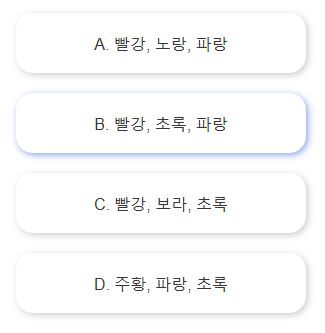 A. 빨강, 노랑, 파랑
B. 빨강, 초록, 파랑
C. 빨강, 보라, 초록
D. 주황, 파랑, 초록